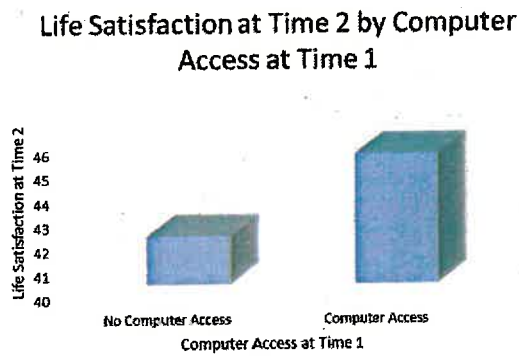 Life Satisfaction at Time 2 by Computer
Access at Time 1
Life Satisfaction at Time 2
46
45
44
43
42
41
40
No Computer Access
Computer Access
Computer Access at Time 1